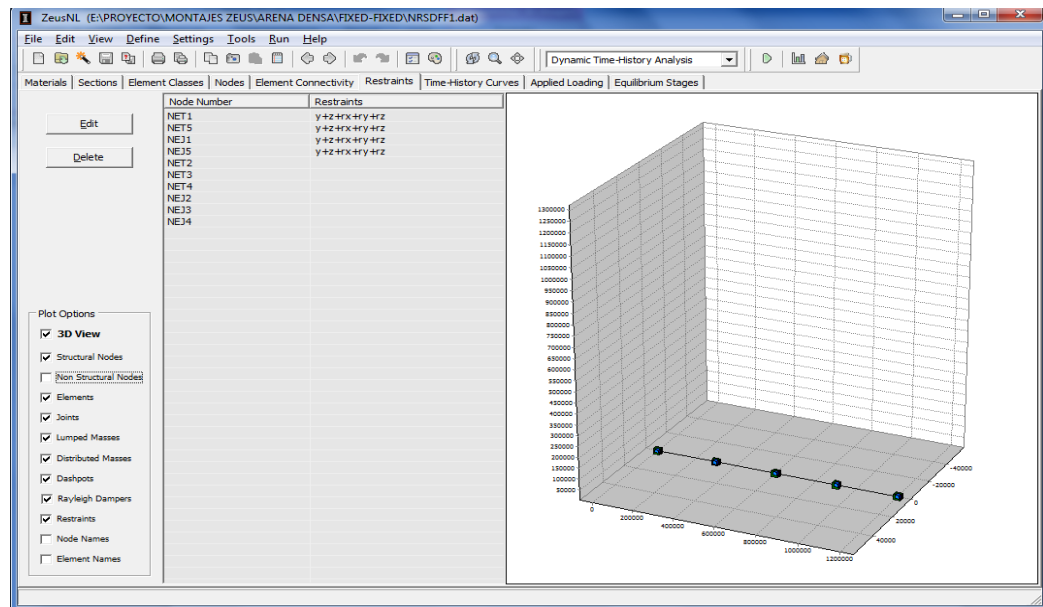 ZeusNL (E:\PROYECTO\MONTAJES ZEUS\ARENA DENSA\FIXED-FIXED\NRSDFF1.dat)
File Edit View Define Settings Tools Run Help
Dynamic Time-History Analysis
Materials Sections Element Classes Nodes Element Connectivity Restraints Time-History Curves Applied Loading Equilibrium Stages
Edit
Delete
Node Number Restraints
NET1 y+z+rx+ry+rz
NET5 y+z+rx+ry+rz
NEJ1 y+z+rx+ry+rz
NEJ5 y+z+rx+ry+rz
NET2
NET3
NET4
NEJ2
NEJ3
NEJ4
Plot Options
3D View
Structural Nodes
Non Structural Nodes
Elements
Joints
Lumped Masses
Distributed Masses
Dashpots
Rayleigh Dampers
Restraints
Node Names
Element Names
1300000
1250000
1200000
1150000
1100000
1050000
1000000
950000
900000
850000
800000
750000
700000
650000
600000
550000
500000
450000
400000
350000
300000
250000
200000
150000
100000
50000
0
200000
400000
600000
800000
1000000
1200000
-40000
-20000
0
20000
40000